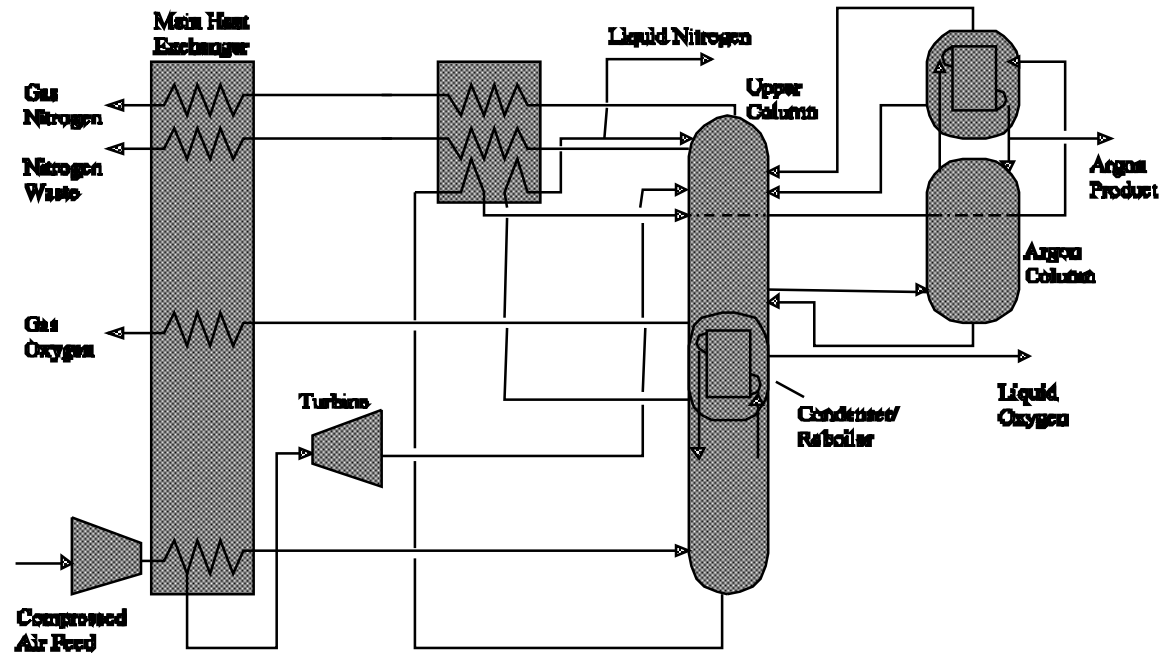 Main Heat
Exchanger
Liquid Nitrogen
Gas
Nitrogen
Upper
Column
Nitrogen
Waste
Argon
Product
Argon
Column
Gas
Oxygen
Turbine
Liquid
Oxygen
Condenser/
Reboiler
Compressed
Air Feed